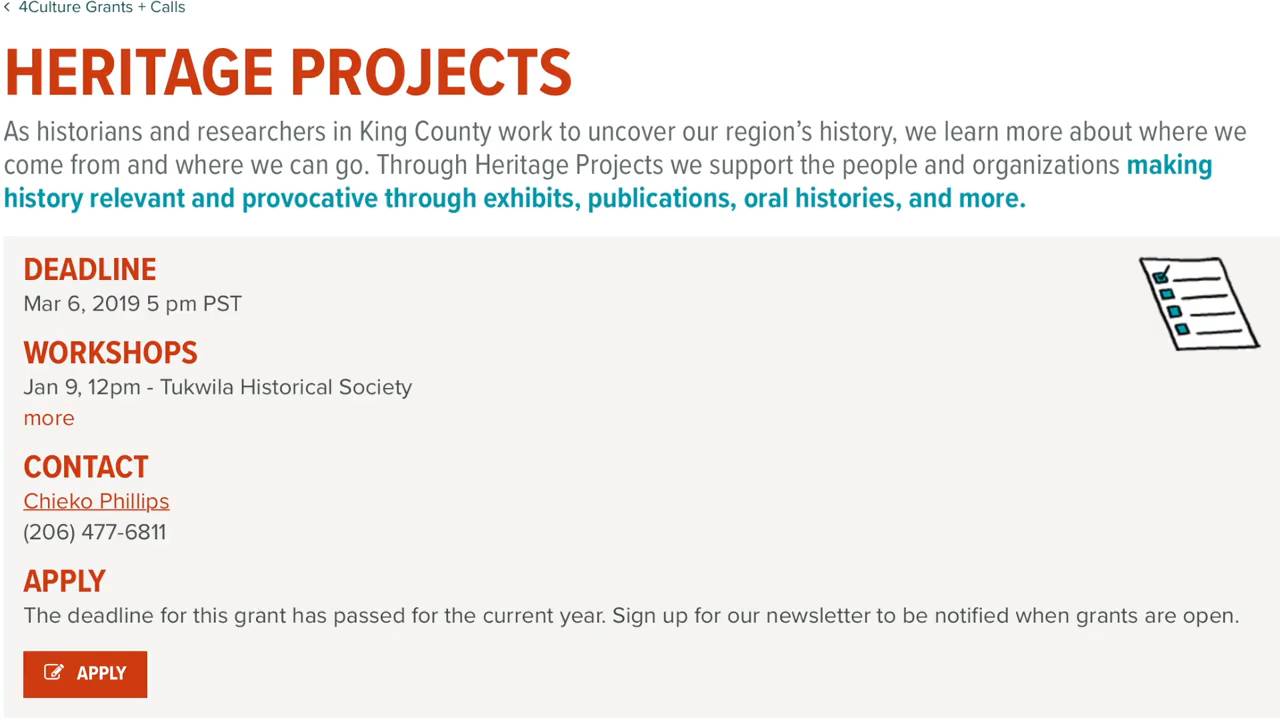 ‹ 4Culture Grants + Calls
HERITAGE PROJECTS
As historians and researchers in King County work to uncover our region’s history, we learn more about where we
come from and where we can go. Through Heritage Projects we support the people and organizations making
history relevant and provocative through exhibits, publications, oral histories, and more.
DEADLINE
Mar 6, 2019 5 pm PST
WORKSHOPS
Jan 9, 12pm - Tukwila Historical Society
more
CONTACT
Chieko Phillips
(206) 477-6811
APPLY
The deadline for this grant has passed for the current year. Sign up for our newsletter to be notified when grants are open.
APPLY